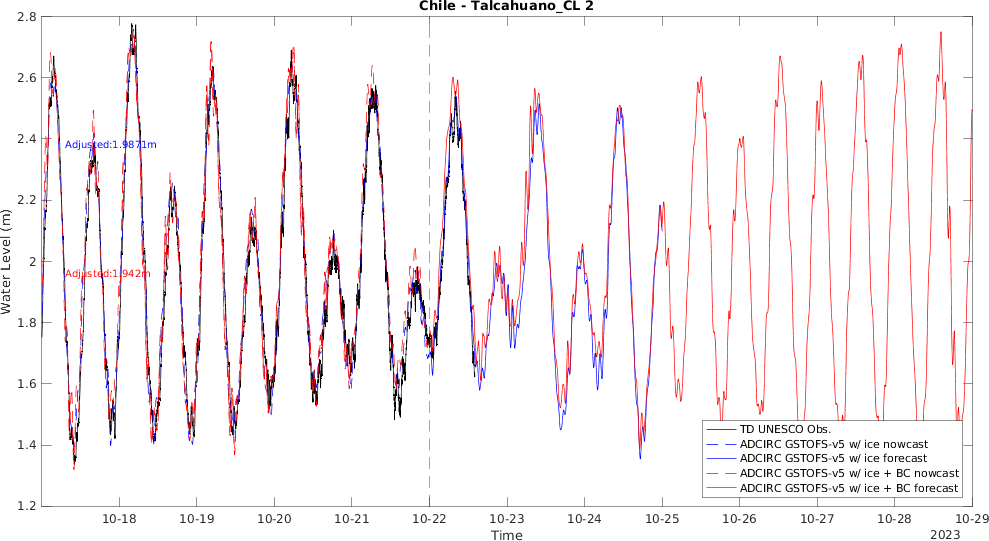 Chile - Talcahuano_CL 2
2.8
2.6
2.4
2.2
2
1.8
1.6
1.4
1.2
Water Level (m)
Adjusted:1.9871m
Adjusted:1.942m
TD UNESCO Obs.
ADCIRC GSTOFS-v5 w/ ice nowcast
ADCIRC GSTOFS-v5 w/ ice forecast
ADCIRC GSTOFS-v5 w/ ice + BC nowcast
ADCIRC GSTOFS-v5 w/ ice + BC forecast
10-18 10-19 10-20 10-21 10-22 10-23 10-24 10-25 10-26 10-27 10-28 10-29
Time
2023